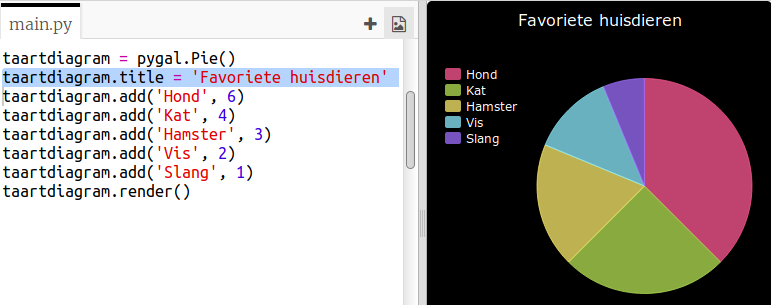 main.py
taartdiagram = pygal.Pie()
taartdiagram.title = 'Favoriete huisdieren'
taartdiagram.add('Hond', 6)
taartdiagram.add('Kat', 4)
taartdiagram.add('Hamster', 3)
taartdiagram.add('Vis', 2)
taartdiagram.add('Slang', 1)
taartdiagram.render()
Favoriete huisdieren
Hond
Kat
Hamster
Vis
Slang